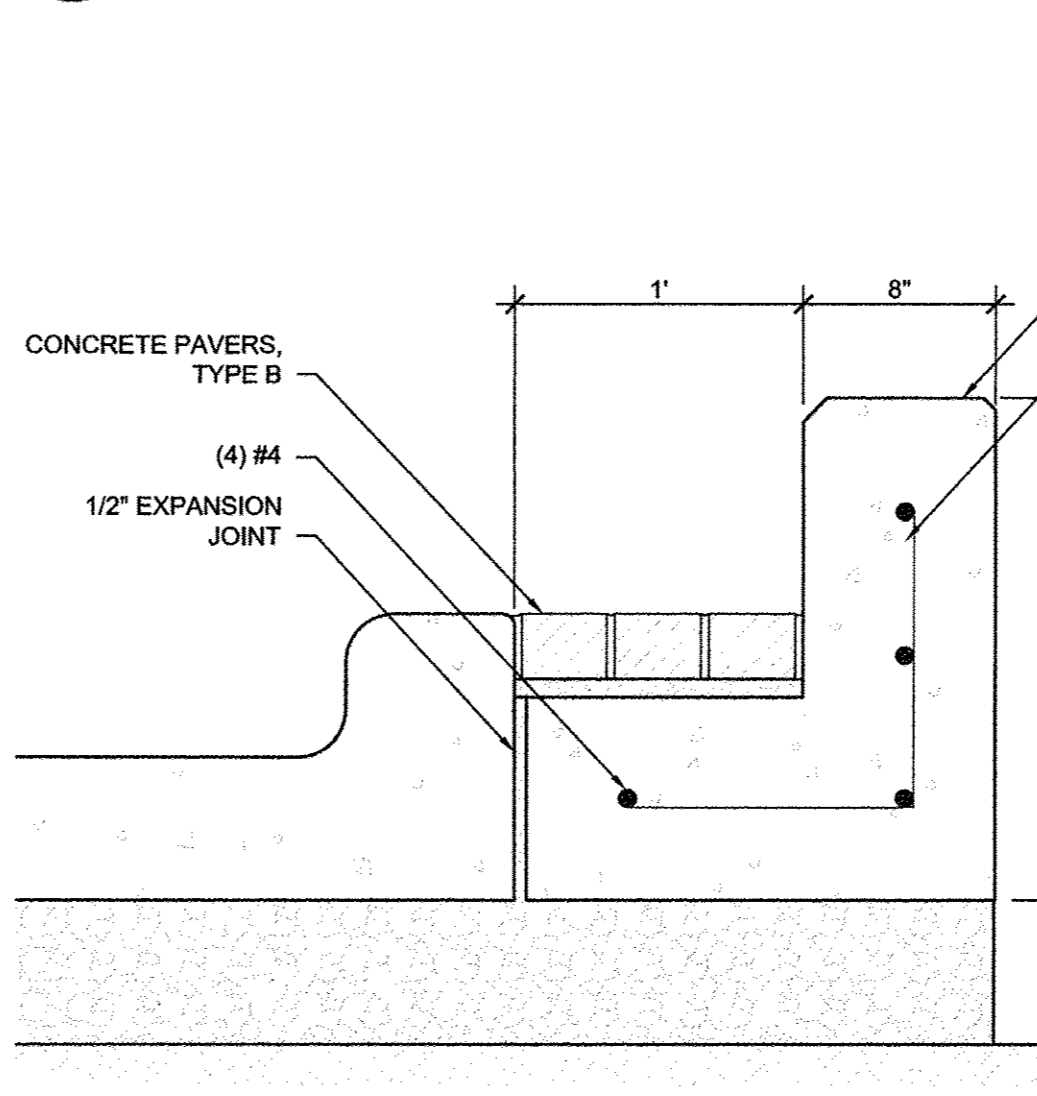 1'
8"
CONCRETE PAVERS,
TYPE B
(4) #4
1/2" EXPANSION
JOINT